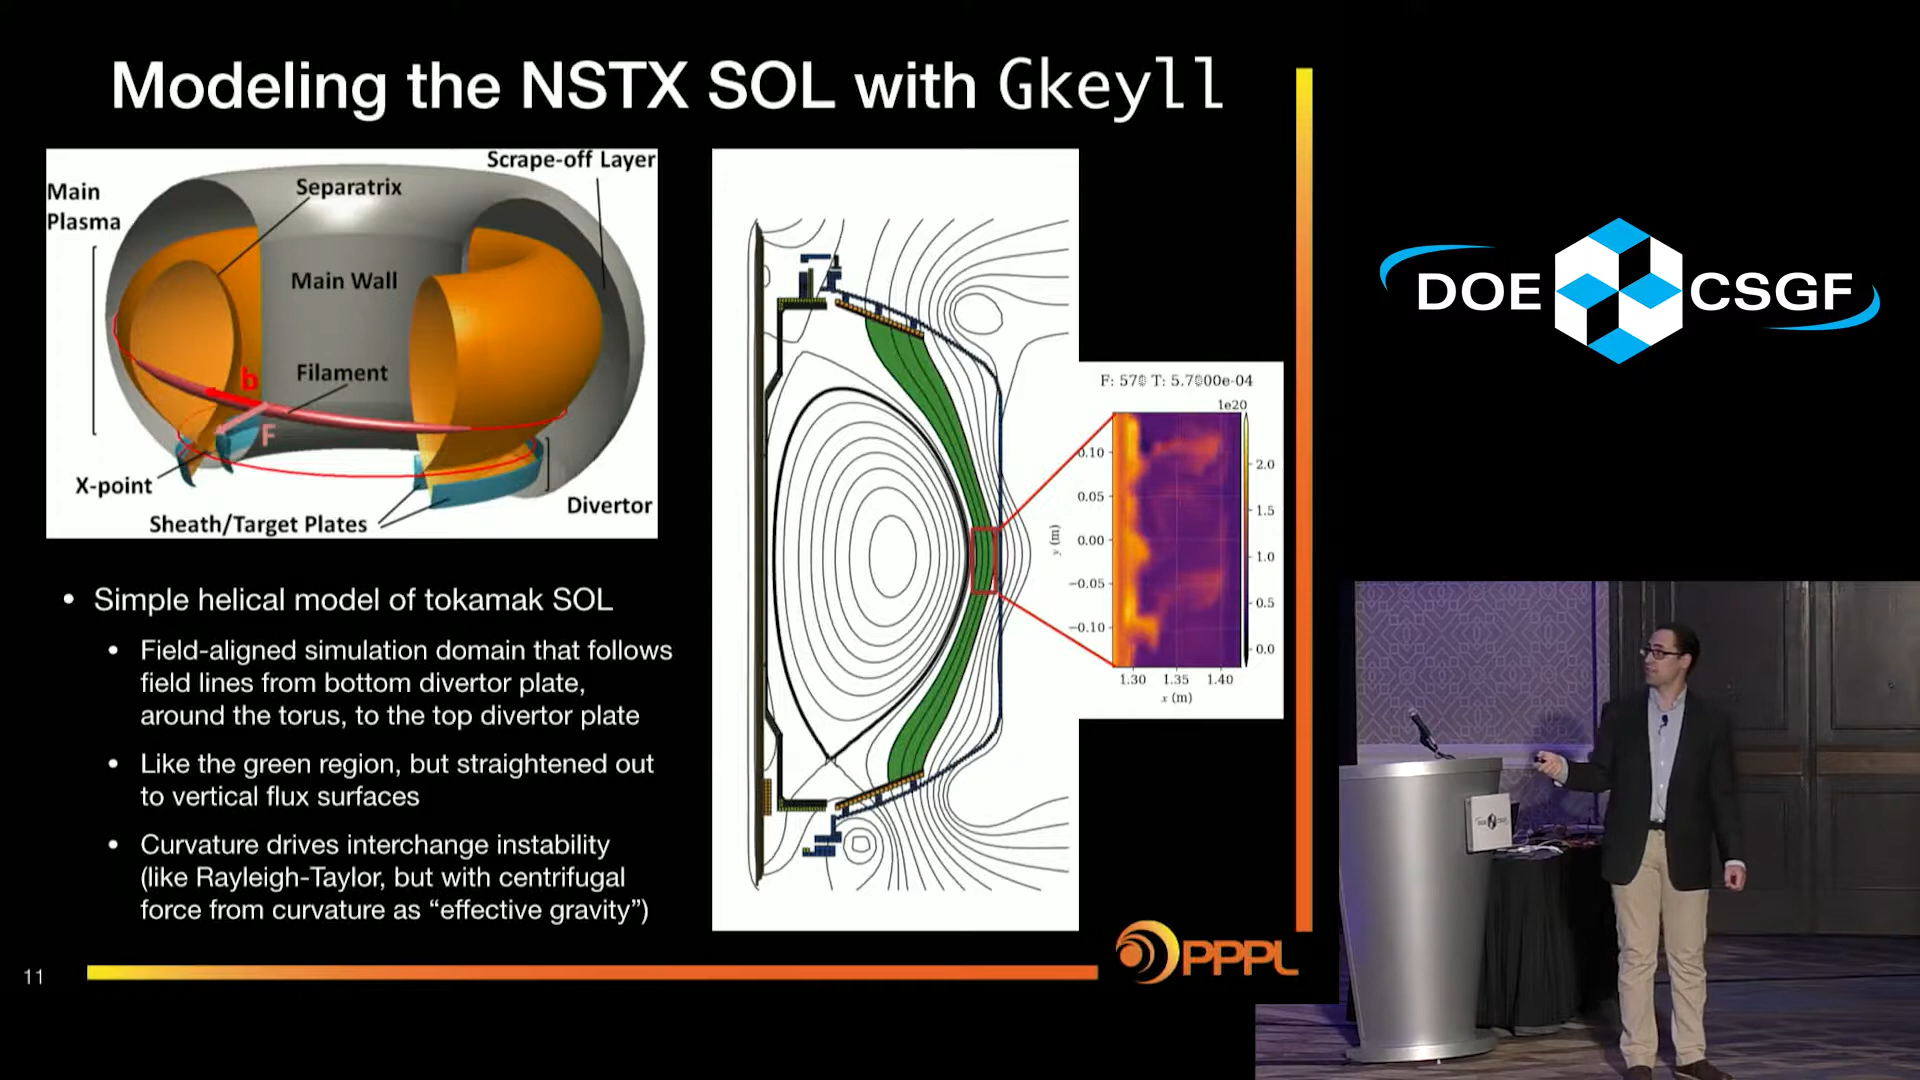 Modeling the NSTX SOL with Gkeyll
Scrape-off Layer
Separatrix
Main
Plasma
Main Wall
Filament
b
F
X-point
Divertor
Sheath/Target Plates
• Simple helical model of tokamak SOL
• Field-aligned simulation domain that follows
field lines from bottom divertor plate,
around the torus, to the top divertor plate
• Like the green region, but straightened out
to vertical flux surfaces
• Curvature drives interchange instability
(like Rayleigh-Taylor, but with centrifugal
force from curvature as “effective gravity”)
1e20
0.10
0.05
0.00
−0.05
−0.10
y (m)
1.30 1.35 1.40
x (m)
2.0
1.5
1.0
0.5
0.0
11
PPPL
DOE CSGF
DOE CSGF